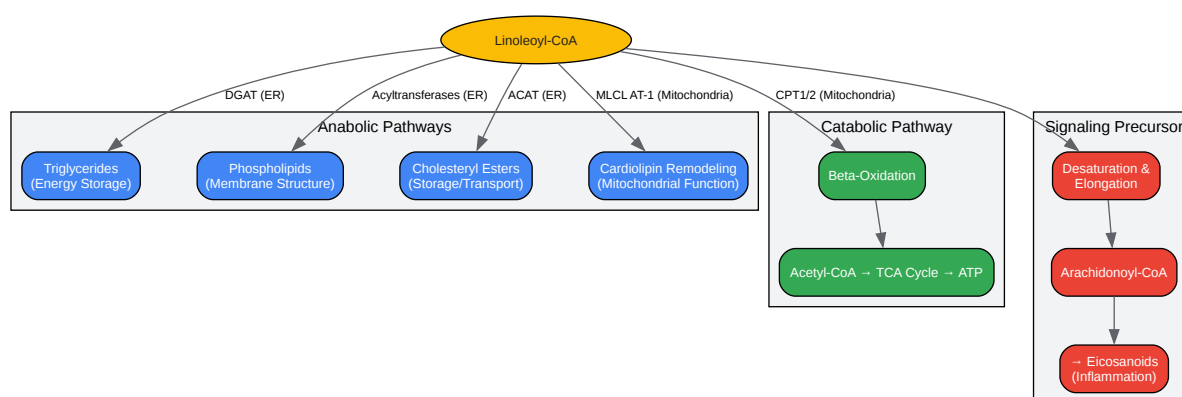 Linoleoyl-CoA
DGAT (ER)
Acyltransferases (ER)
ACAT (ER)
MLCL AT-1 (Mitochondria)
CPT1/2 (Mitochondria)
Anabolic Pathways
Catabolic Pathway
Signaling Precursor
Triglycerides
(Energy Storage)
Phospholipids
(Membrane Structure)
Cholesteryl Esters
(Storage/Transport)
Cardiolipin Remodeling
(Mitochondrial Function)
Beta-Oxidation
Desaturation &
Elongation
Acetyl-CoA → TCA Cycle → ATP
Arachidonoyl-CoA
→ Eicosanoids
(Inflammation)